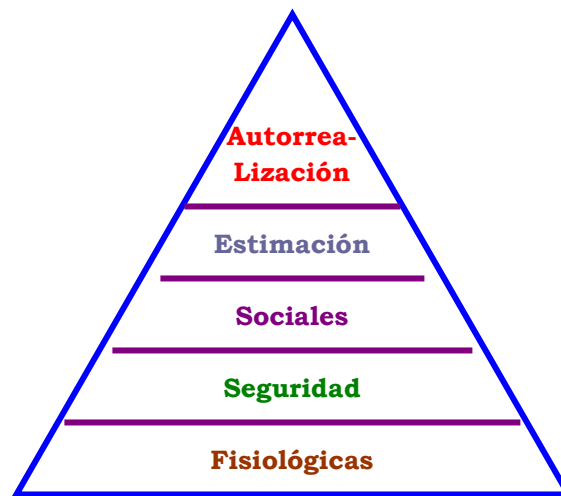 Autorrea-
Lización
Estimación
Sociales
Seguridad
Fisiológicas